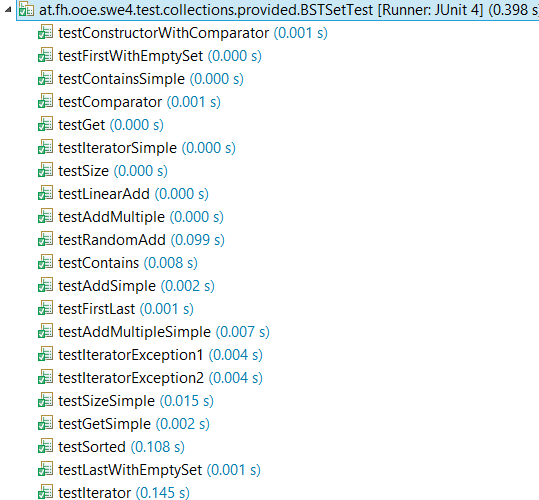 at.fh.ooe.swe4.test.collections.provided.BSTSetTest [Runner: JUnit 4] (0.398 s
testConstructorWithComparator (0.001 s)
testFirstWithEmptySet (0.000 s)
testContainsSimple (0.000 s)
testComparator (0.001 s)
testGet (0.000 s)
testIteratorSimple (0.000 s)
testSize (0.000 s)
testLinearAdd (0.000 s)
testAddMultiple (0.000 s)
testRandomAdd (0.099 s)
testContains (0.008 s)
testAddSimple (0.002 s)
testFirstLast (0.001 s)
testAddMultipleSimple (0.007 s)
testIteratorException1 (0.004 s)
testIteratorException2 (0.004 s)
testSizeSimple (0.015 s)
testGetSimple (0.002 s)
testSorted (0.108 s)
testLastWithEmptySet (0.001 s)
testIterator (0.145 s)